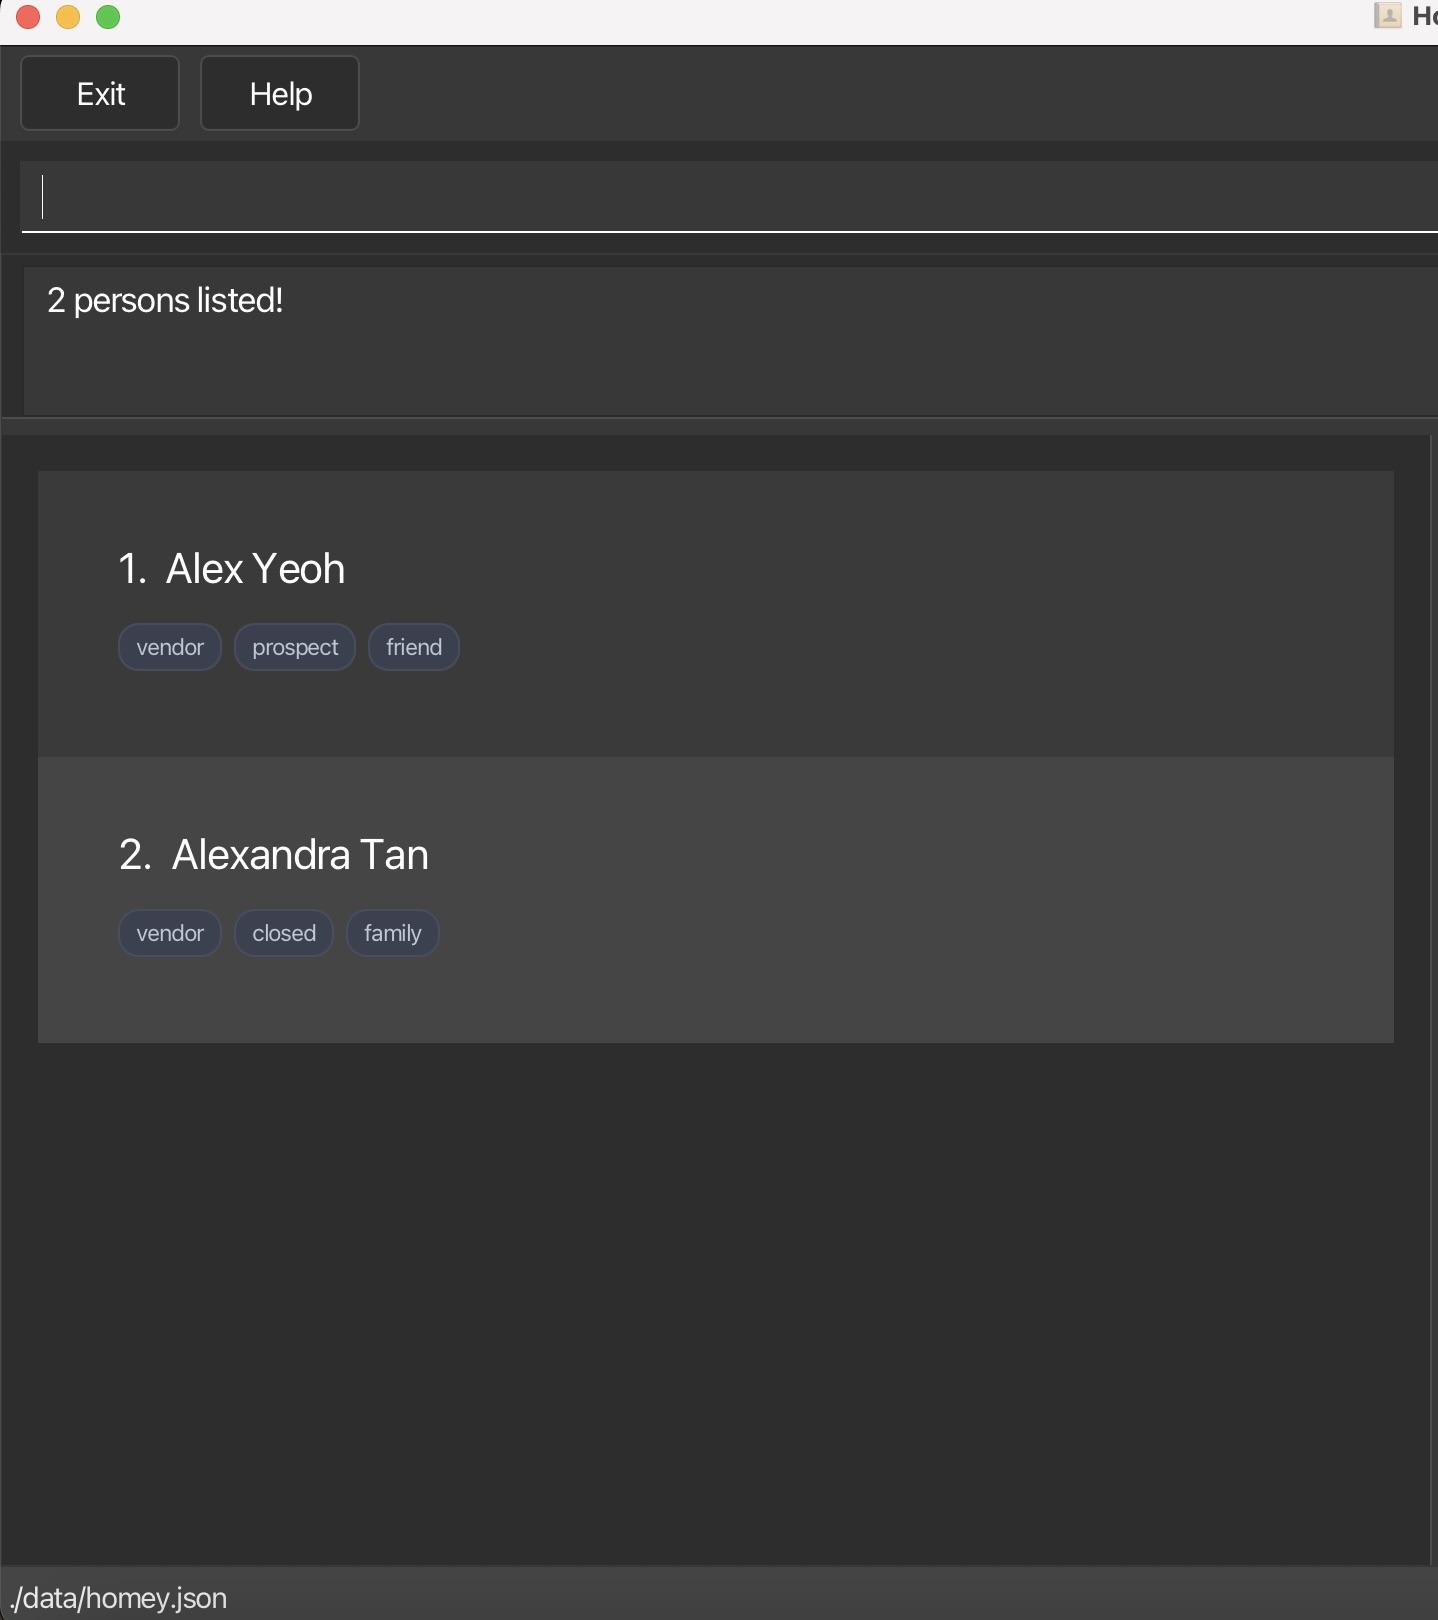 Exit Help
2 persons listed!
1. Alex Yeoh
vendor prospect friend
2. Alexandra Tan
vendor closed family
./data/homey.json